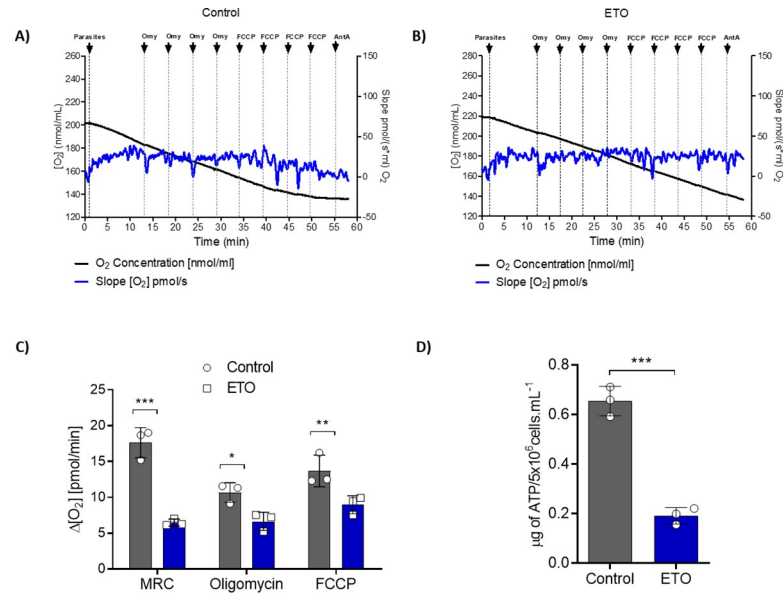 Control
A)
Parasites Omy Omy Omy Omy FCCP FCCP FCCP FCCP AntA
[O2] (nmol/mL)
260
240
220
200
180
160
140
120
150
100
50
0
-50
Slope pmol/(s*ml) O2
0 5 10 15 20 25 30 35 40 45 50 55 60
Time (min)
O2 Concentration [nmol/ml]
Slope [O2] pmol/s
ETO
B)
Parasites Omy Omy Omy Omy FCCP FCCP FCCP FCCP AntA
[O2] (nmol/mL)
280
260
240
220
200
180
160
140
120
150
100
50
0
-50
Slope pmol/(s*ml) O2
0 5 10 15 20 25 30 35 40 45 50 55 60
Time (min)
O2 Concentration [nmol/ml]
Slope [O2] pmol/s
C)
Control
ETO
Δ[O2] [pmol/min]
25
20
15
10
5
0
*** * **
MRC Oligomycin FCCP
D)
µg of ATP/5x10⁶cells.mL⁻¹
0.8
0.6
0.4
0.2
0.0
***
Control ETO